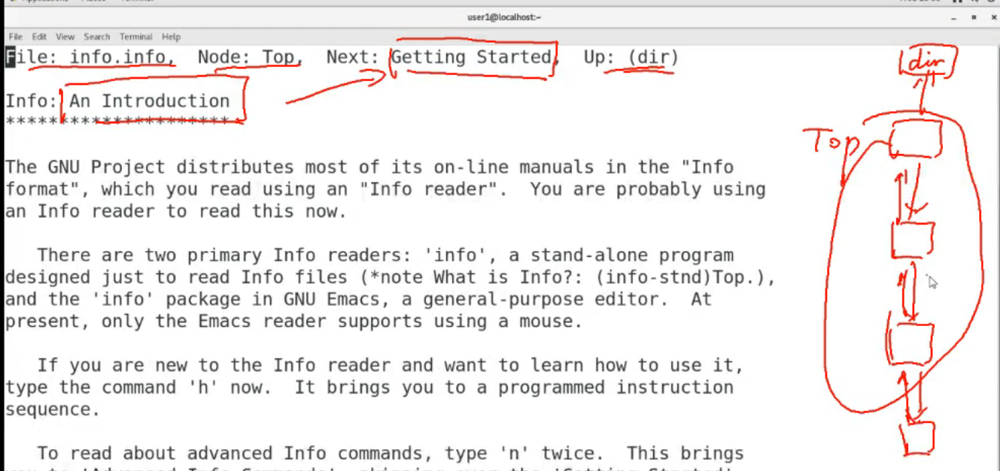 user1@localhost:~
File Edit View Search Terminal Help
File: info.info,  Node: Top,  Next: Getting Started,  Up: (dir)
dir
Info: An Introduction
*********************
Top
The GNU Project distributes most of its on-line manuals in the "Info
format", which you read using an "Info reader".  You are probably using
an Info reader to read this now.
There are two primary Info readers: 'info', a stand-alone program
designed just to read Info files (*note What is Info?: (info-stnd)Top.),
and the 'info' package in GNU Emacs, a general-purpose editor.  At
present, only the Emacs reader supports using a mouse.
If you are new to the Info reader and want to learn how to use it,
type the command 'h' now.  It brings you to a programmed instruction
sequence.
To read about advanced Info commands, type 'n' twice.  This brings